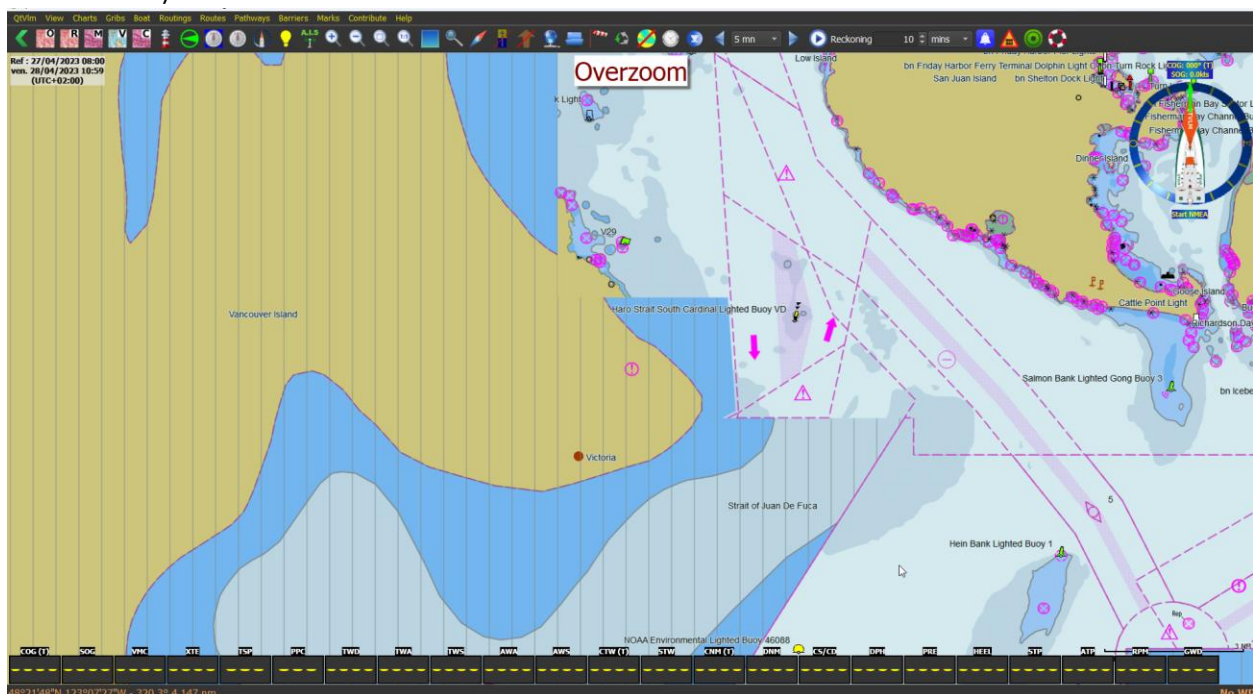 QtVlm View Charts Gribs Boat Routings Routes Pathways Barriers Marks Contribute Help
O R M V C A.I.S 5 mn Reckoning 10 mins
Ref : 27/04/2023 08:00
ven. 28/04/2023 10:59
(UTC+02:00)
Overzoom
Low Island
bn Friday Harbor Ferry Terminal Dolphin Light
Turn Rock
San Juan Island
bn Shelton Dock
COG: 000° (T)
SOG: 0.0kts
k Light
Dinner Island
Start NMEA
V29
Goose Island
Cattle Point Light
Haro Strait South Cardinal Lighted Buoy VD
Vancouver Island
Richardson
Salmon Bank Lighted Gong Buoy 3
Victoria
Strait of Juan De Fuca
5
Hein Bank Lighted Buoy 1
Rep
NOAA Environmental Lighted Buoy 46088
COG (T) SOG VMC XTE TSP PPC TWD TWA TWS AWA AWS CTW (T) STW CNM (T) DNM CS/CD DPH PRE HEEL STP ATP RPM GWD